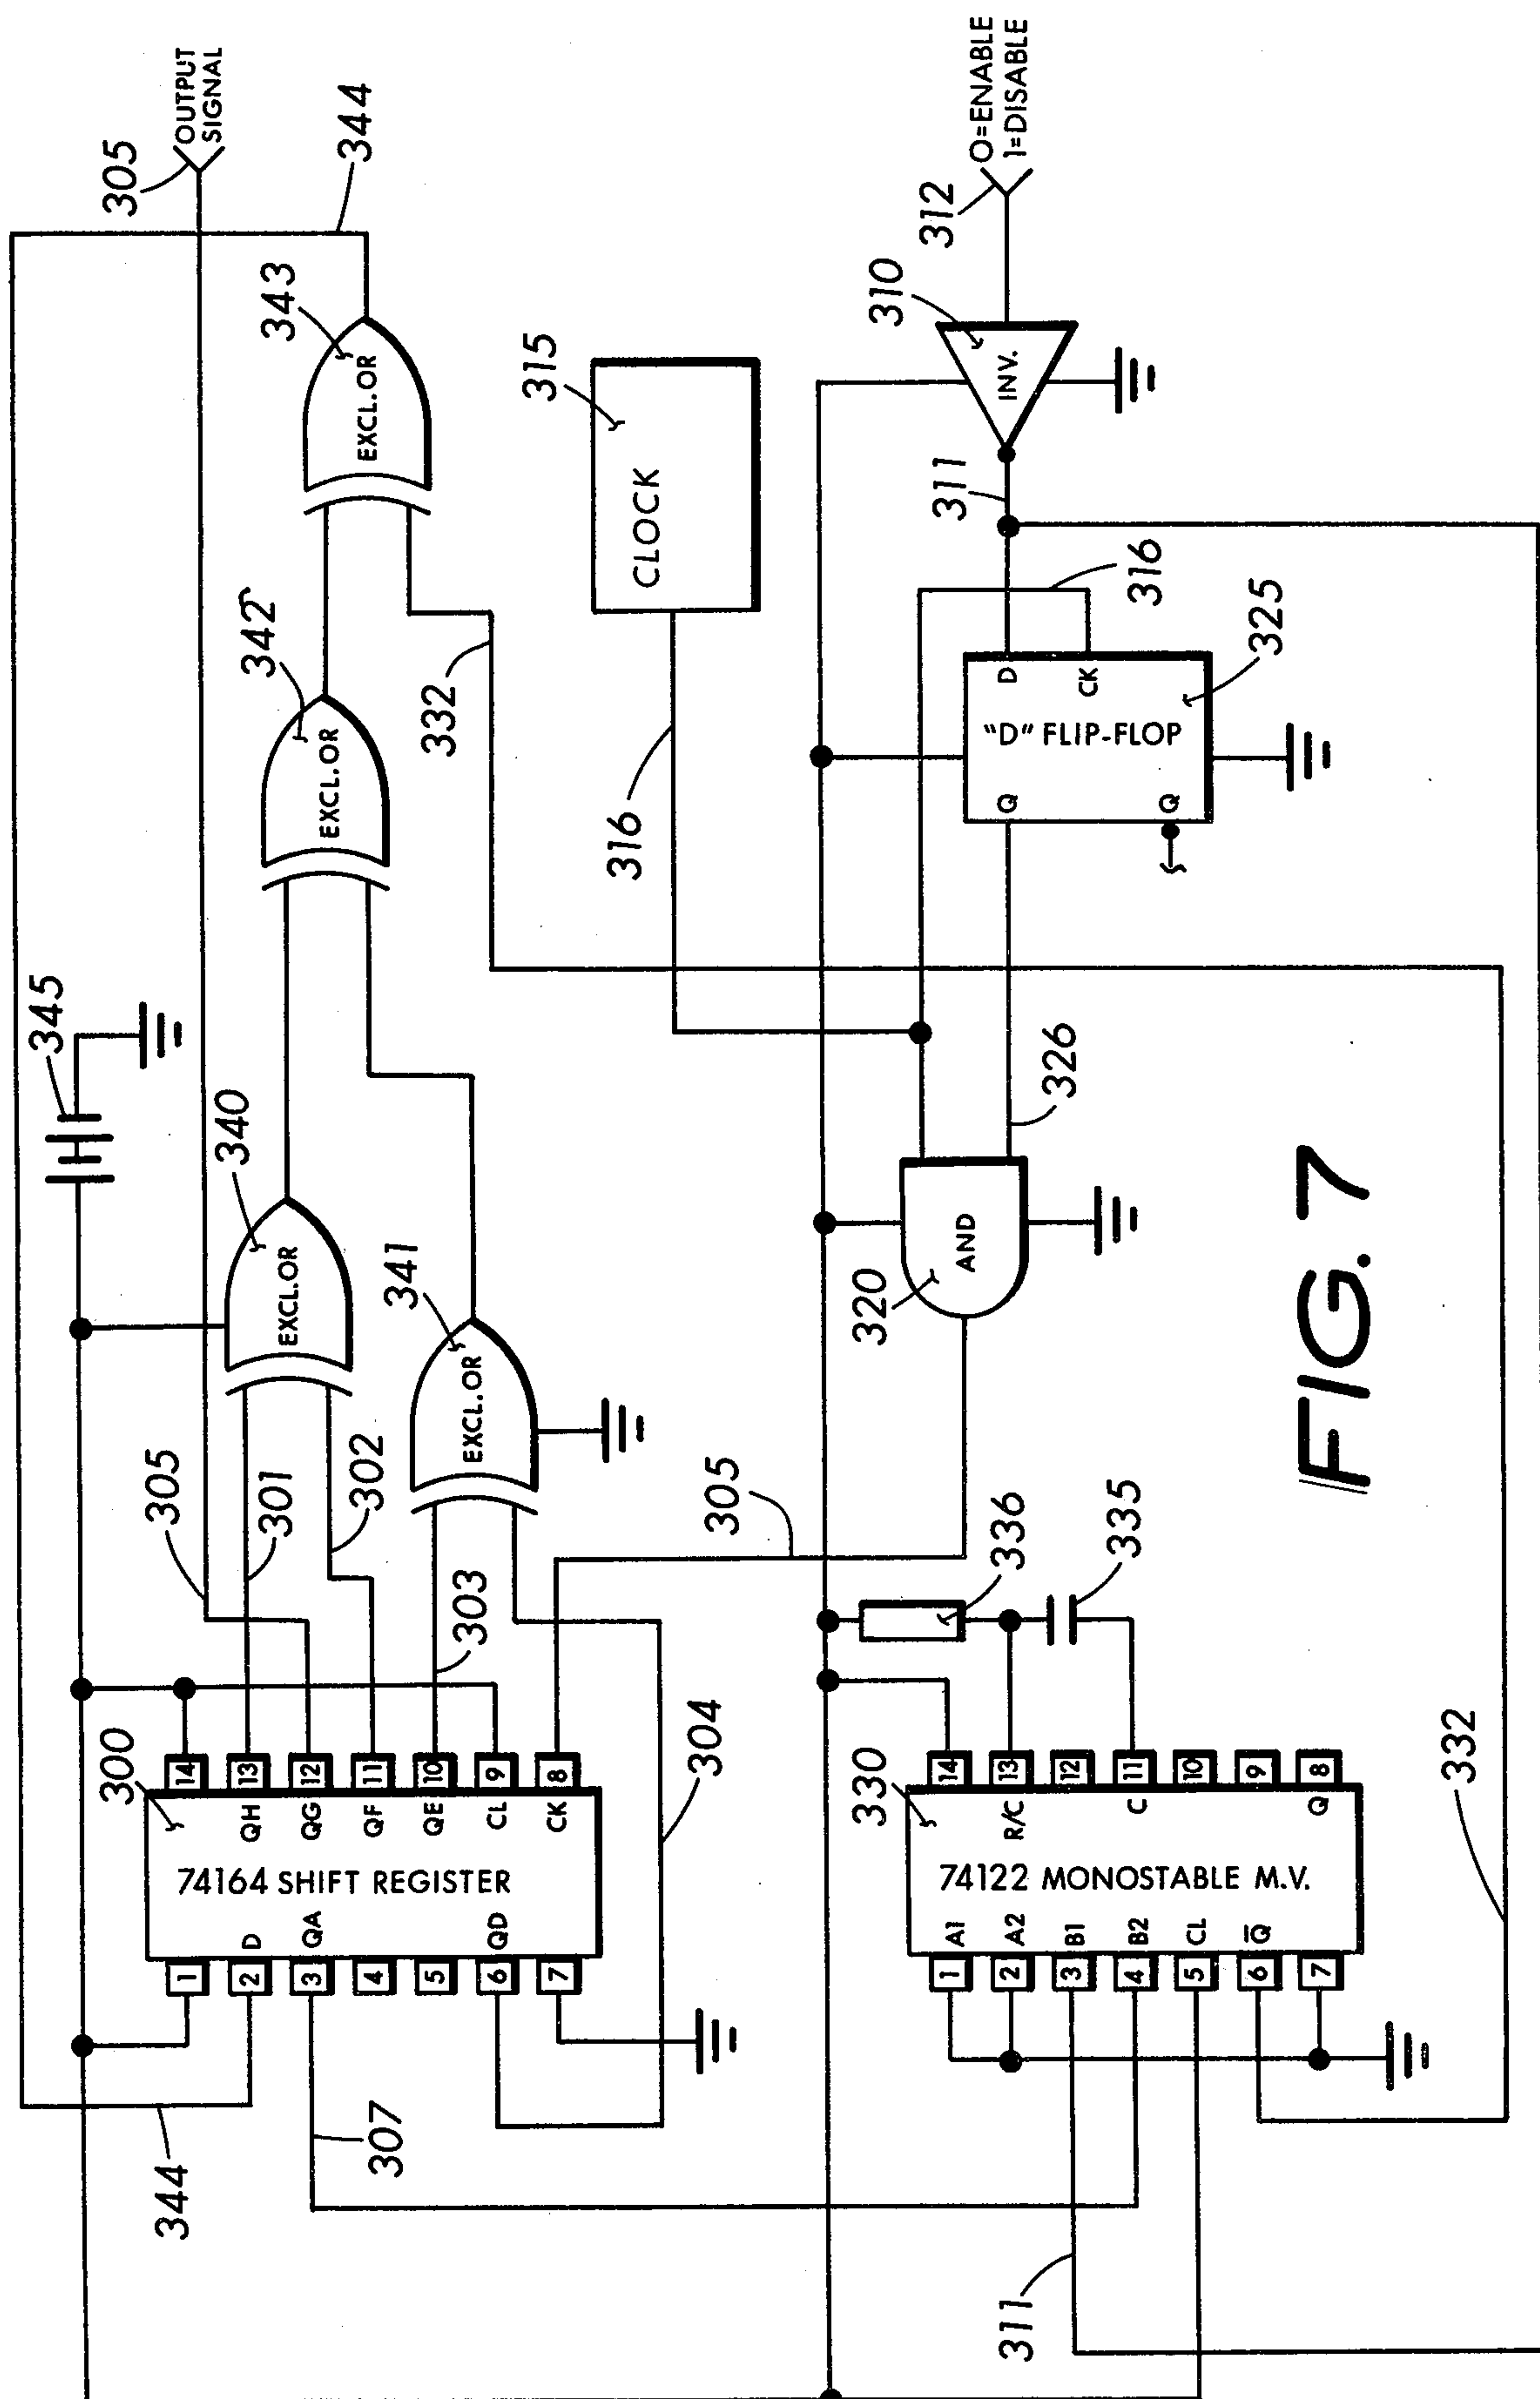 305
OUTPUT
SIGNAL
344
343
EXCL.OR
342
EXCL.OR
332
345
340
EXCL.OR
341
EXCL.OR
305
301
302
303
304
300
14
13
12
11
10
9
8
QH
QG
QF
QE
CL
CK
74164 SHIFT REGISTER
D
QA
QD
1
2
3
4
5
6
7
344
307
315
CLOCK
316
O=ENABLE
1=DISABLE
312
310
INV.
311
316
325
D
CK
"D" FLIP-FLOP
Q
Q
326
320
AND
305
336
335
330
14
13
12
11
10
9
8
R/C
C
Q
74122 MONOSTABLE M.V.
A1
A2
B1
B2
CL
Q̅
1
2
3
4
5
6
7
332
311
FIG. 7